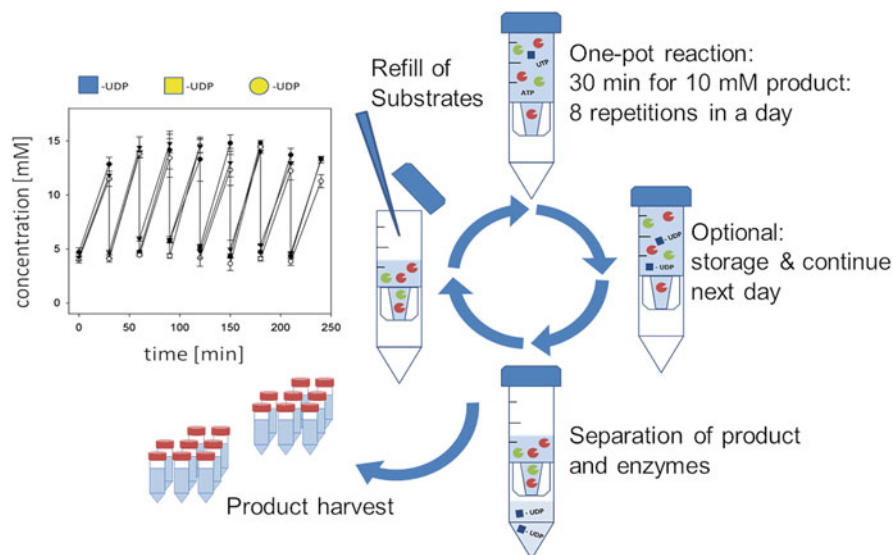 -UDP -UDP -UDP
concentration [mM]
15
10
5
0
0 50 100 150 200 250
time [min]
Refill of
Substrates
UTP
ATP
One-pot reaction:
30 min for 10 mM product:
8 repetitions in a day
- UDP
- UDP
Optional:
storage & continue
next day
Separation of product
and enzymes
- UDP
- UDP
Product harvest